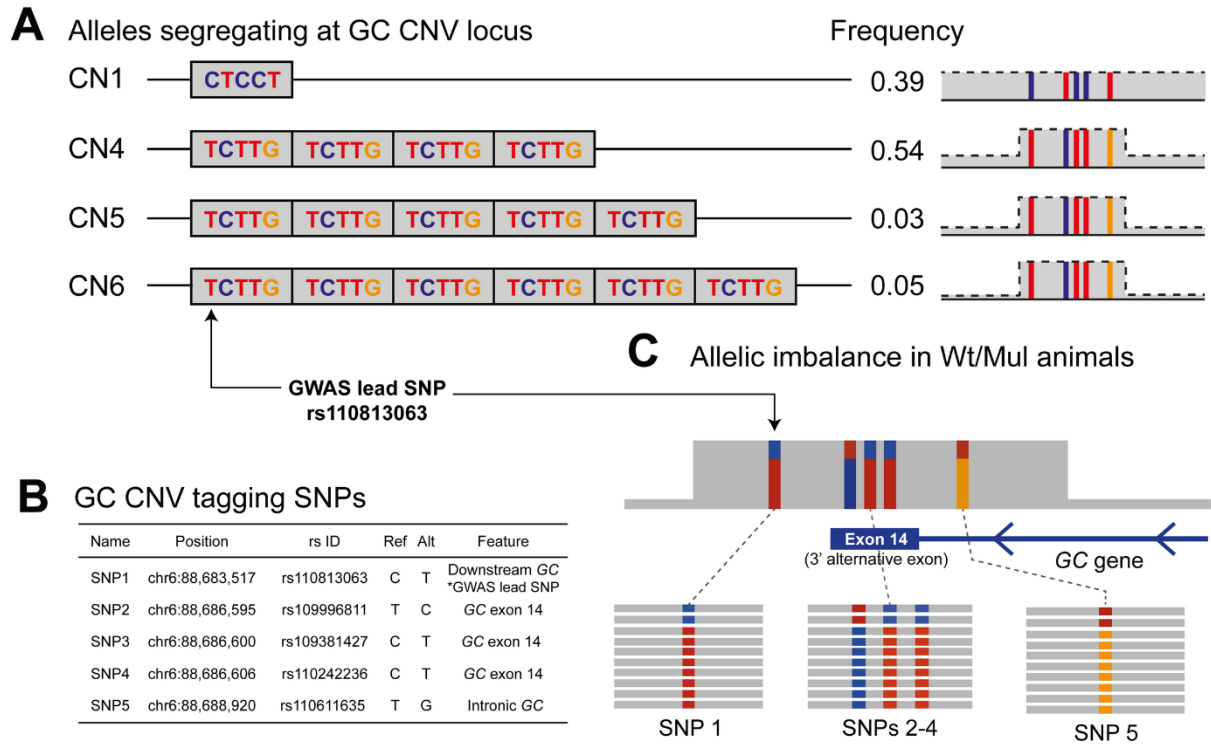 A Alleles segregating at GC CNV locus Frequency
CN1 CTCCT 0.39
CN4 TCTTG TCTTG TCTTG TCTTG 0.54
CN5 TCTTG TCTTG TCTTG TCTTG TCTTG 0.03
CN6 TCTTG TCTTG TCTTG TCTTG TCTTG TCTTG 0.05
GWAS lead SNP
rs110813063
C Allelic imbalance in Wt/Mul animals
Exon 14
(3' alternative exon)
GC gene
SNP 1 SNPs 2-4 SNP 5
B GC CNV tagging SNPs
Name Position rs ID Ref Alt Feature
SNP1 chr6:88,683,517 rs110813063 C T Downstream GC
*GWAS lead SNP
SNP2 chr6:88,686,595 rs109996811 T C GC exon 14
SNP3 chr6:88,686,600 rs109381427 C T GC exon 14
SNP4 chr6:88,686,606 rs110242236 C T GC exon 14
SNP5 chr6:88,688,920 rs110611635 T G Intronic GC